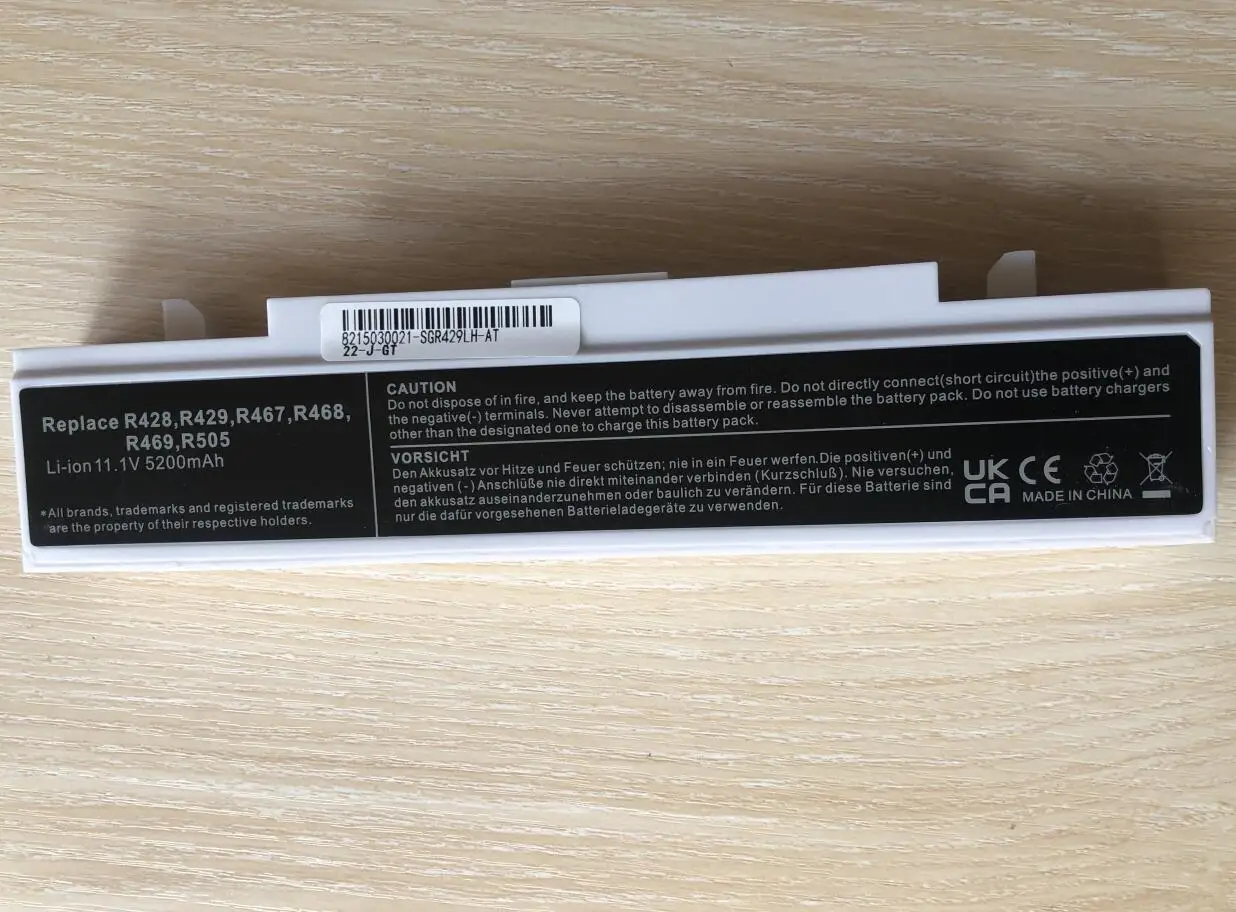 8215030021-SGR429LH-AT
22-J-GT
Replace R428,R429,R467,R468,
R469,R505
Li-ion 11.1V 5200mAh
*All brands, trademarks and registered trademarks
are the property of their respective holders.
CAUTION
Do not dispose of in fire, and keep the battery away from fire. Do not directly connect(short circuit)the positive(+) and
the negative(-) terminals. Never attempt to disassemble or reassemble the battery pack. Do not use battery chargers
other than the designated one to charge this battery pack.
VORSICHT
Den Akkusatz vor Hitze und Feuer schützen; nie in ein Feuer werfen.Die positiven(+) und
negativen (-) Anschlüße nie direkt miteinander verbinden (Kurzschluß). Nie versuchen,
den akkusatz auseinanderzunehmen oder baulich zu verändern. Für diese Batterie sind
nur die dafür vorgesehenen Batterieladegeräte zu verwenden.
UK
CA
CE
MADE IN CHINA